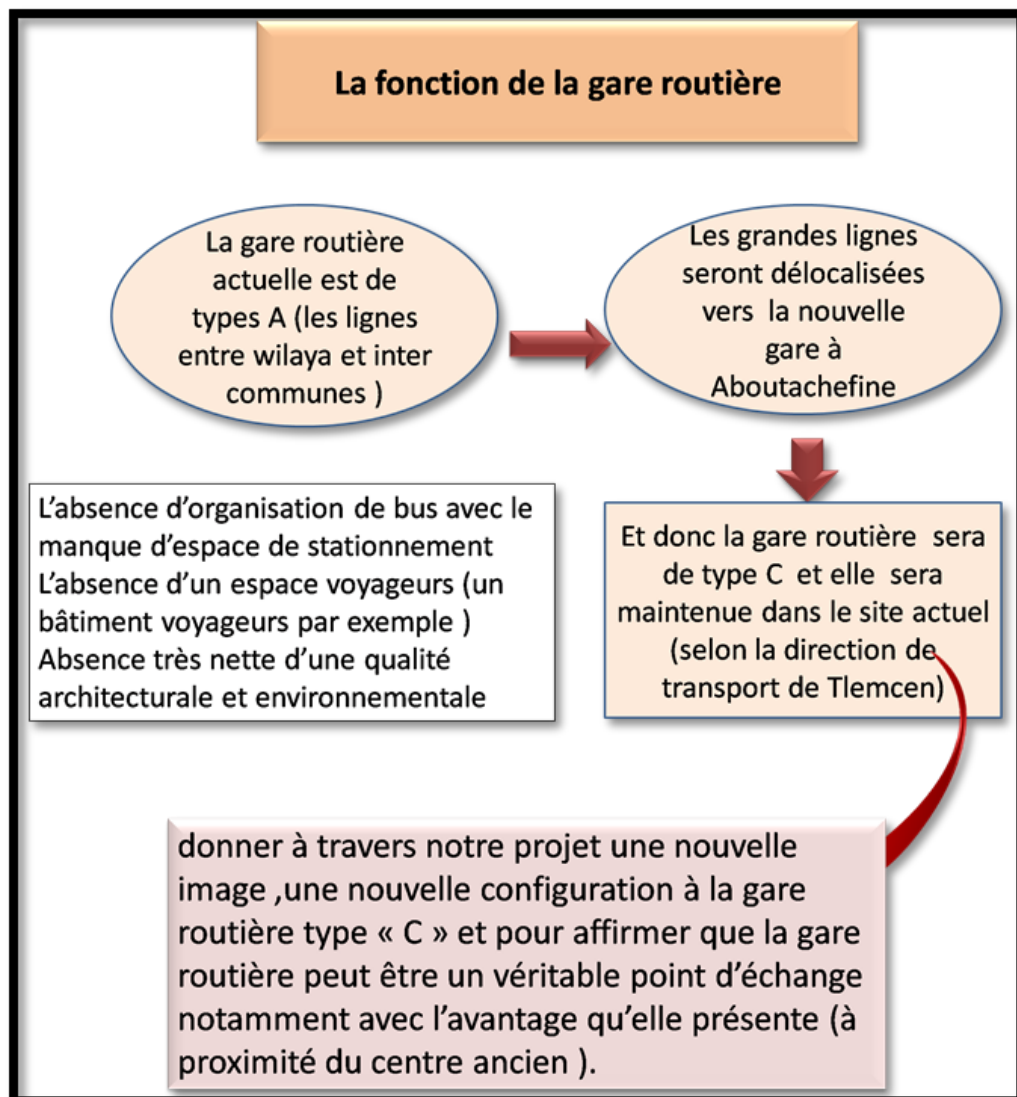 La fonction de la gare routière
La gare routière
actuelle est de
types A (les lignes
entre wilaya et inter
communes )
Les grandes lignes
seront délocalisées
vers la nouvelle
gare à
Aboutachefine
L’absence d’organisation de bus avec le
manque d’espace de stationnement
L’absence d’un espace voyageurs (un
bâtiment voyageurs par exemple )
Absence très nette d’une qualité
architecturale et environnementale
Et donc la gare routière sera
de type C et elle sera
maintenue dans le site actuel
(selon la direction de
transport de Tlemcen)
donner à travers notre projet une nouvelle
image ,une nouvelle configuration à la gare
routière type « C » et pour affirmer que la gare
routière peut être un véritable point d’échange
notamment avec l’avantage qu’elle présente (à
proximité du centre ancien ).